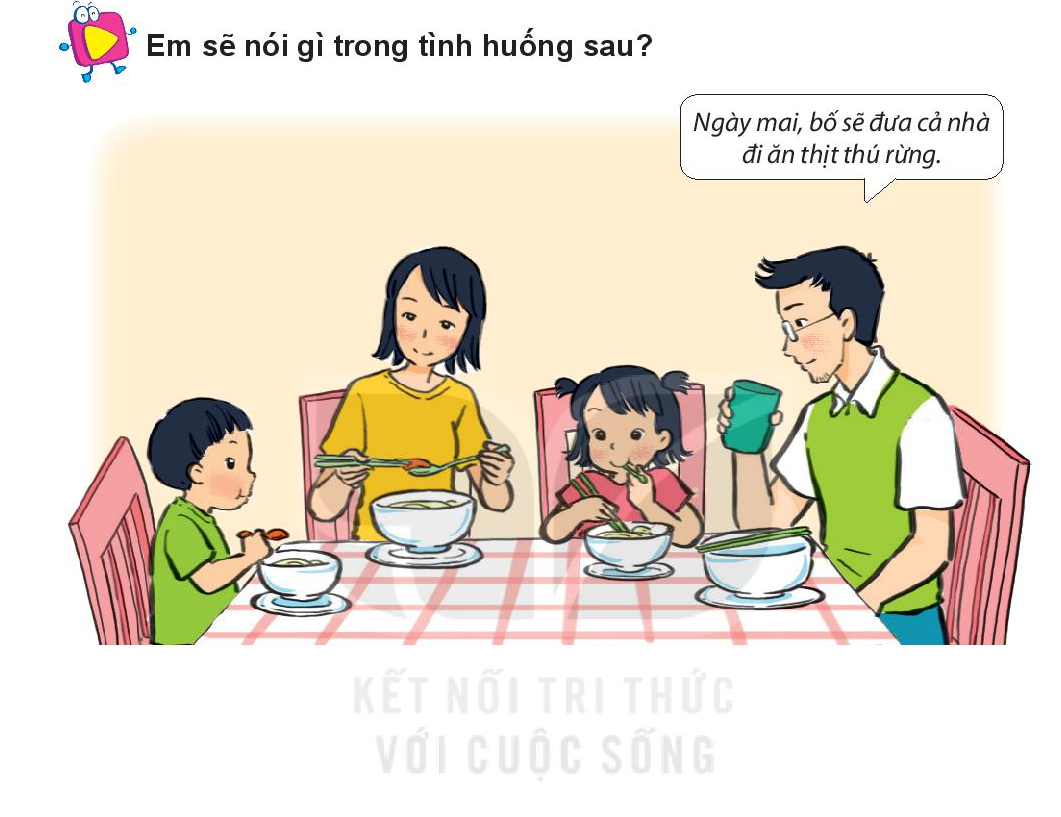 Em sẽ nói gì trong tình huống sau?
Ngày mai, bố sẽ đưa cả nhà
đi ăn thịt thú rừng.
KẾT NỐI TRI THỨC
VỚI CUỘC SỐNG